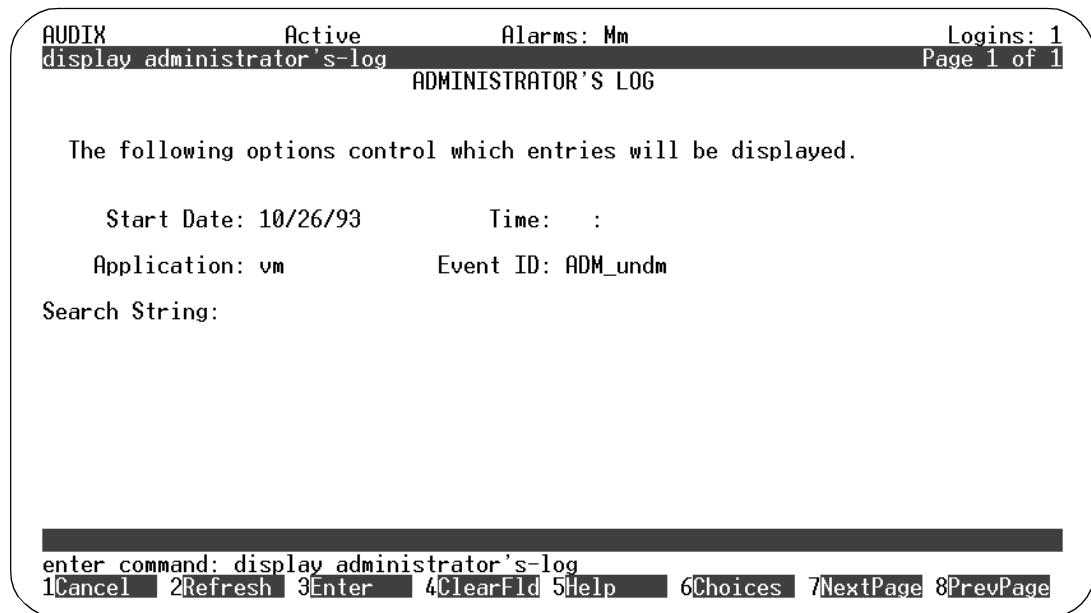 AUDIX Active Alarms: Mm Logins: 1
display administrator's-log Page 1 of 1
ADMINISTRATOR'S LOG
The following options control which entries will be displayed.
Start Date: 10/26/93 Time: :
Application: vm Event ID: ADM_undm
Search String:
enter command: display administrator's-log
1Cancel 2Refresh 3Enter 4ClearFld 5Help 6Choices 7NextPage 8PrevPage